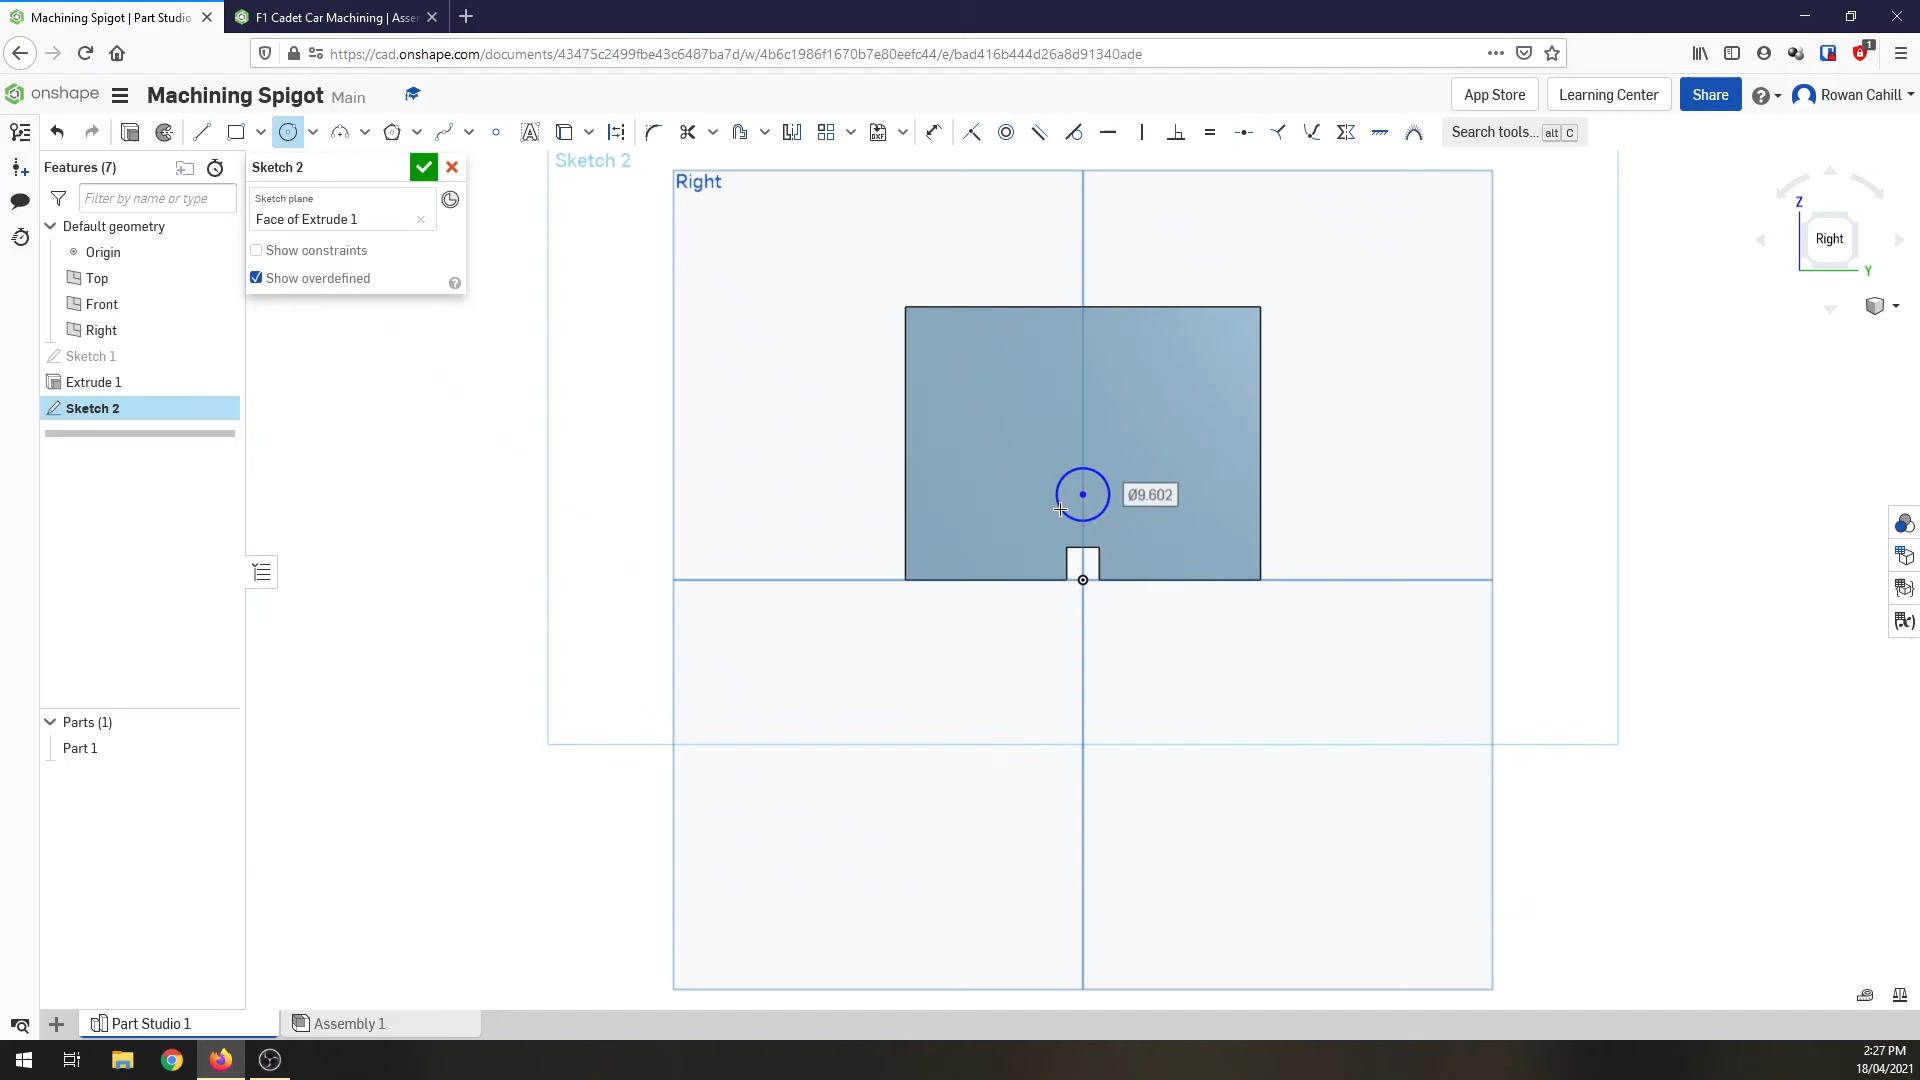 Machining Spigot | Part Studio
F1 Cadet Car Machining | Asse
https://cad.onshape.com/documents/43475c2499fbe43c6487ba7d/w/4b6c1986f1670b7e80eefc44/e/bad416b444d26a8d91340ade
1
onshape
Machining Spigot Main
App Store
Learning Center
Share
Rowan Cahill
Search tools... alt C
Features (7)
Filter by name or type
Default geometry
Origin
Top
Front
Right
Sketch 1
Extrude 1
Sketch 2
Sketch 2
Sketch plane
Face of Extrude 1
Show constraints
Show overdefined
Sketch 2
Right
Ø9.602
Z
Right
Y
Parts (1)
Part 1
Part Studio 1
Assembly 1
2:27 PM
18/04/2021